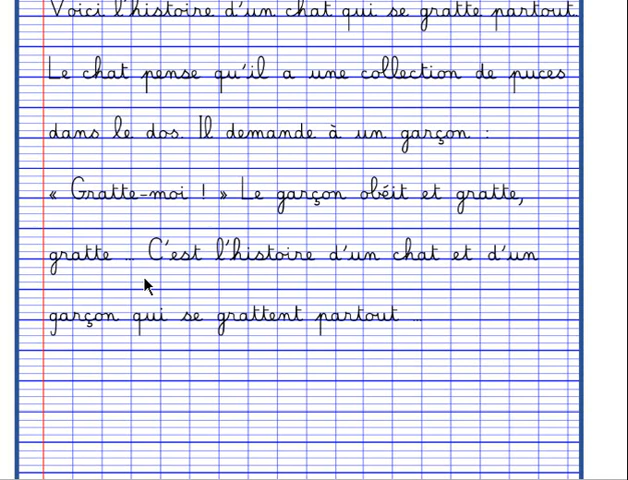 Voici l'histoire d'un chat qui se gratte partout.
Le chat pense qu'il a une collection de puces
dans le dos. Il demande à un garçon :
« Gratte-moi ! » Le garçon obéit et gratte,
gratte ... C'est l'histoire d'un chat et d'un
garçon qui se grattent partout ...